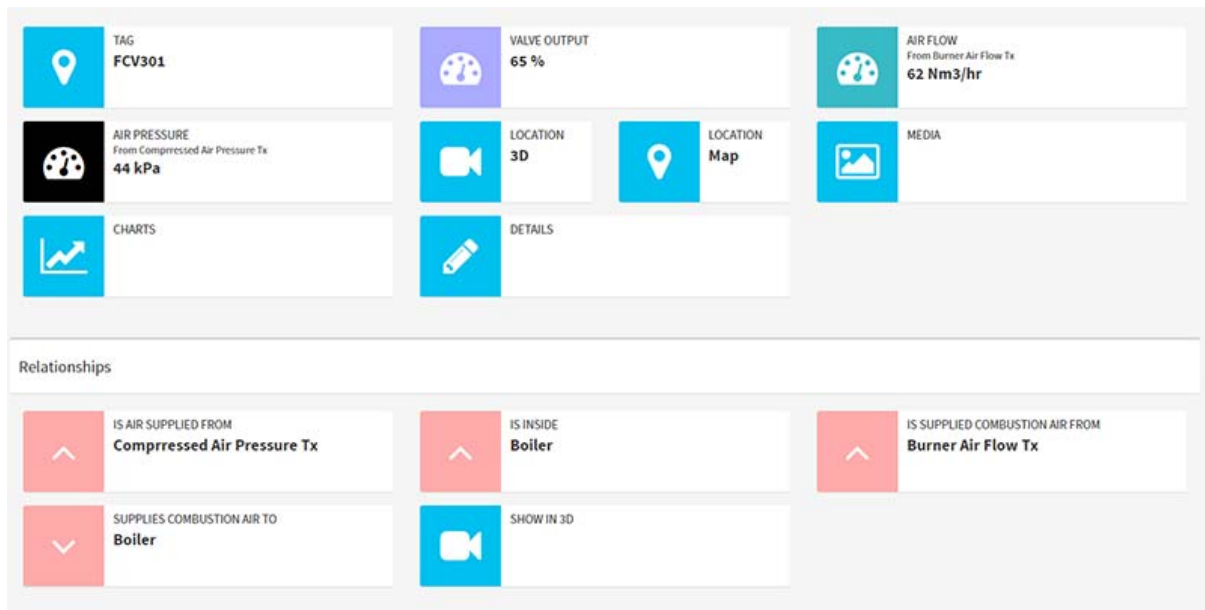 TAG
FCV301
VALVE OUTPUT
65 %
AIR FLOW
From Burner Air Flow Tx
62 Nm3/hr
AIR PRESSURE
From Comprressed Air Pressure Tx
44 kPa
LOCATION
3D
LOCATION
Map
MEDIA
CHARTS
DETAILS
Relationships
IS AIR SUPPLIED FROM
Comprressed Air Pressure Tx
IS INSIDE
Boiler
IS SUPPLIED COMBUSTION AIR FROM
Burner Air Flow Tx
SUPPLIES COMBUSTION AIR TO
Boiler
SHOW IN 3D